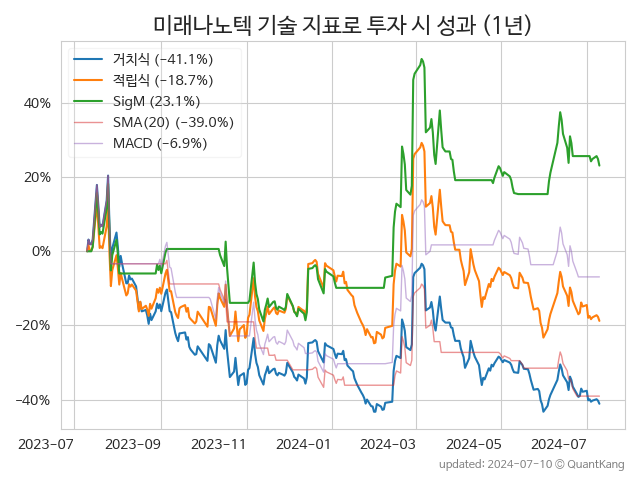 미래나노텍 기술 지표로 투자 시 성과 (1년)
거치식 (−41.1%)
적립식 (−18.7%)
SigM (23.1%)
SMA(20) (−39.0%)
MACD (−6.9%)
40%
20%
0%
−20%
−40%
2023-07 2023-09 2023-11 2024-01 2024-03 2024-05 2024-07
updated: 2024-07-10 ⓒ QuantKang